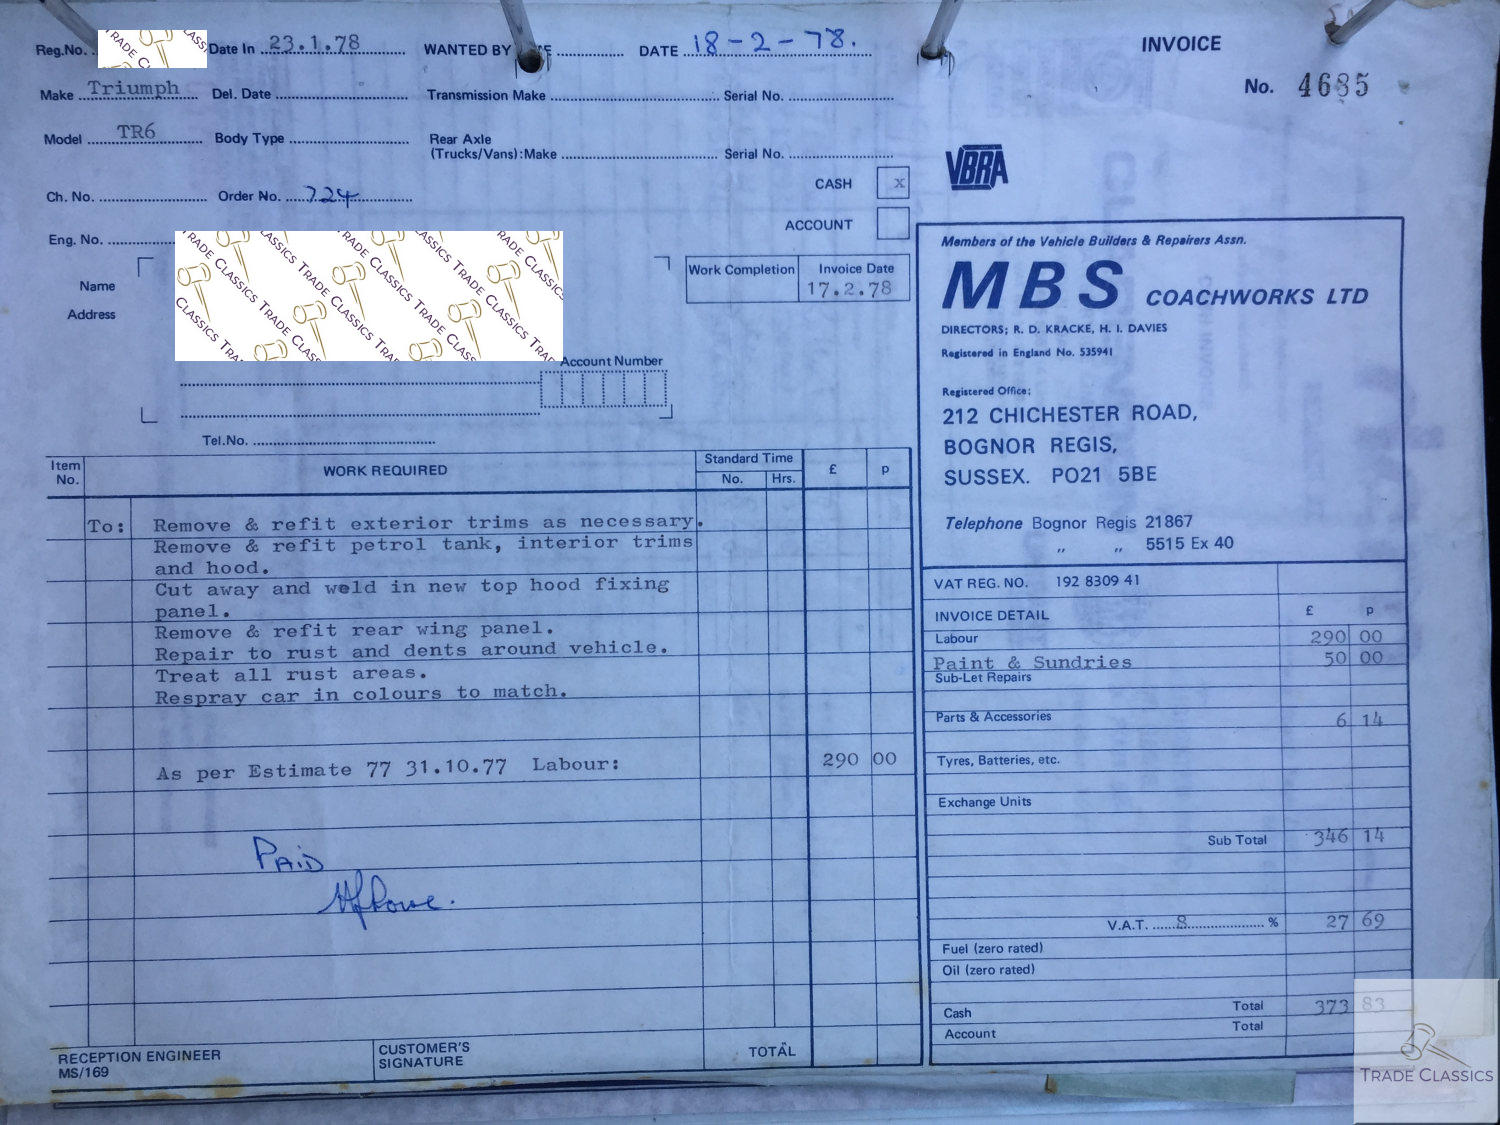 Reg.No. Date In 23.1.78 WANTED BY DATE 18-2-78. INVOICE
Make Triumph Del. Date Transmission Make Serial No. No. 4685
Model TR6 Body Type Rear Axle
(Trucks/Vans):Make Serial No.
VBRA
CASH x
Ch. No. Order No. 724
ACCOUNT
Eng. No.
Name
Address
TRADE CLASSICS TRADE CLASSICS TRADE CLASSICS
Work Completion Invoice Date
17.2.78
Account Number
Tel.No.
Members of the Vehicle Builders & Repairers Assn.
MBS COACHWORKS LTD
DIRECTORS; R. D. KRACKE, H. I. DAVIES
Registered in England No. 535941
Registered Office:
212 CHICHESTER ROAD,
BOGNOR REGIS,
SUSSEX. PO21 5BE
Telephone Bognor Regis 21867
" " 5515 Ex 40
Item No. WORK REQUIRED Standard Time £ p
No. Hrs.
To: Remove & refit exterior trims as necessary.
Remove & refit petrol tank, interior trims
and hood.
Cut away and weld in new top hood fixing
panel.
Remove & refit rear wing panel.
Repair to rust and dents around vehicle.
Treat all rust areas.
Respray car in colours to match.
As per Estimate 77 31.10.77 Labour: 290 00
PAID
RECEPTION ENGINEER
MS/169
CUSTOMER'S
SIGNATURE
TOTAL
VAT REG. NO. 192 8309 41
INVOICE DETAIL £ p
Labour 290 00
Paint & Sundries 50 00
Sub-Let Repairs
Parts & Accessories 6 14
Tyres, Batteries, etc.
Exchange Units
Sub Total 346 14
V.A.T. 8 % 27 69
Fuel (zero rated)
Oil (zero rated)
Cash Total 373 83
Account Total
TRADE CLASSICS